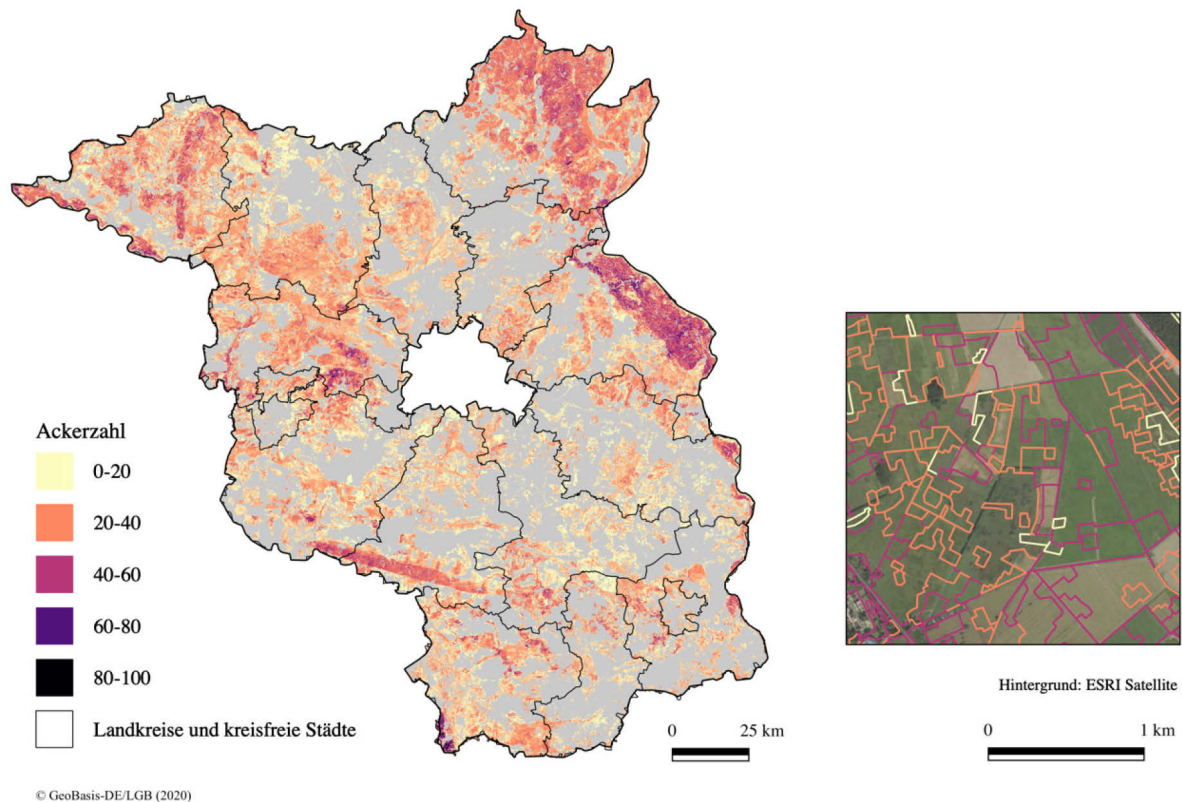 Ackerzahl
0-20
20-40
40-60
60-80
80-100
Landkreise und kreisfreie Städte
0 25 km
Hintergrund: ESRI Satellite
0 1 km
© GeoBasis-DE/LGB (2020)